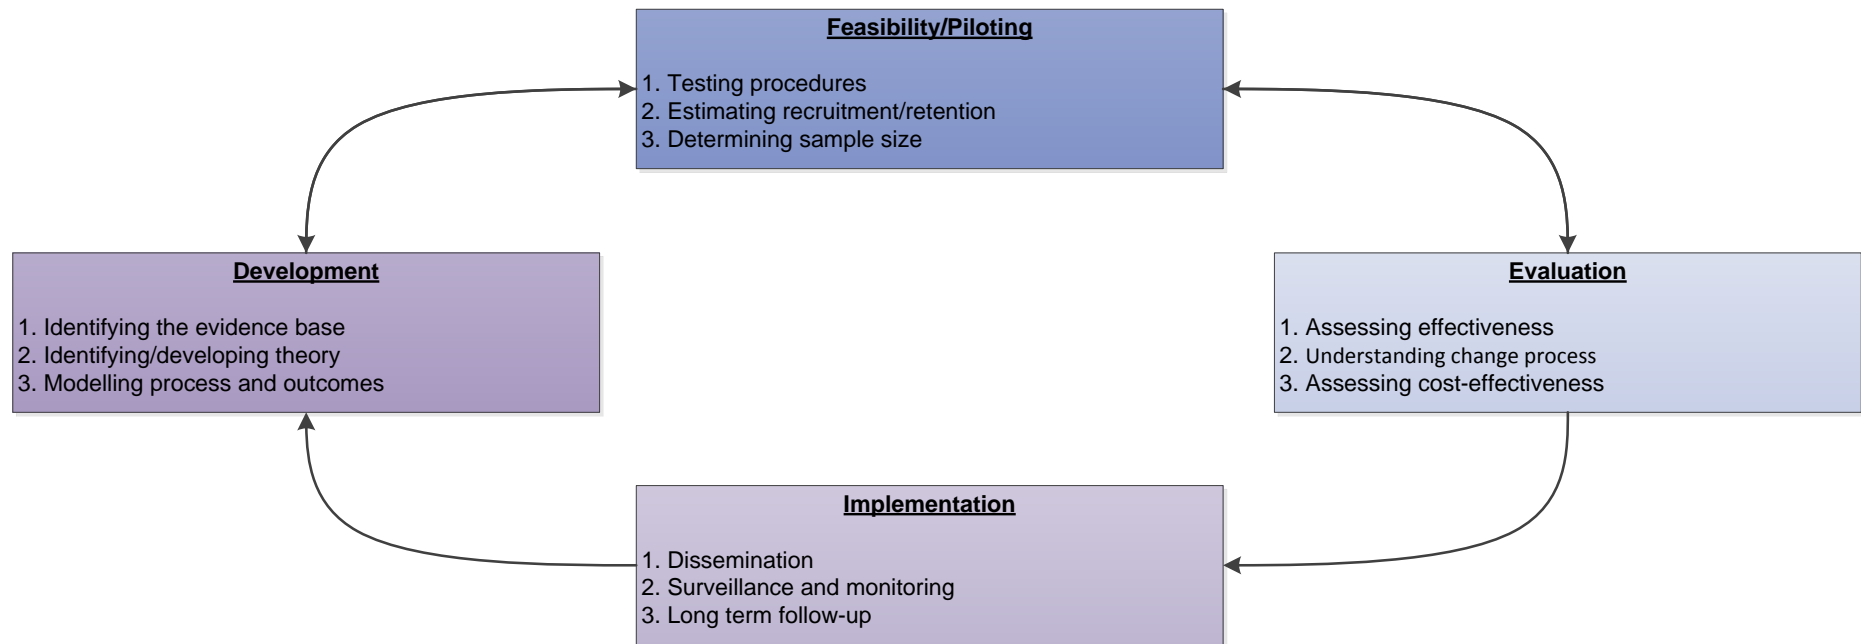 Feasibility/Piloting
1. Testing procedures
2. Estimating recruitment/retention
3. Determining sample size
Development
1. Identifying the evidence base
2. Identifying/developing theory
3. Modelling process and outcomes
Evaluation
1. Assessing effectiveness
2. Understanding change process
3. Assessing cost-effectiveness
Implementation
1. Dissemination
2. Surveillance and monitoring
3. Long term follow-up